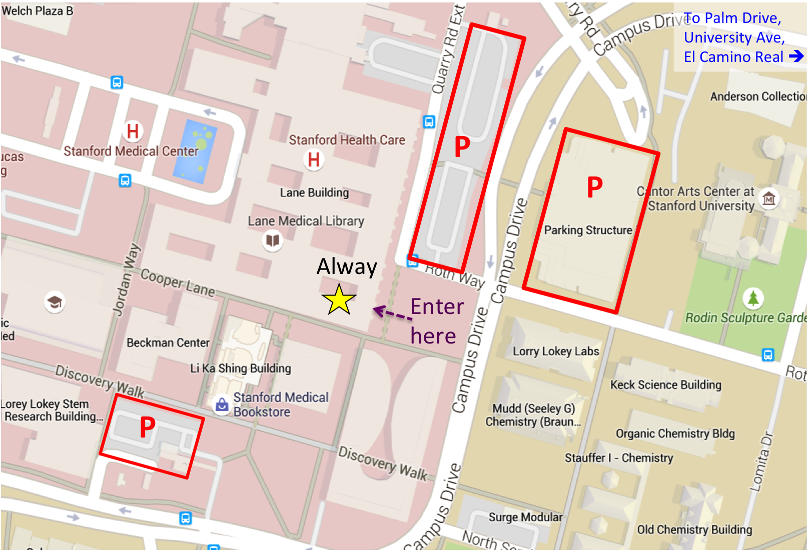 Welch Plaza B
Quarry Rd Ext
ry Rd
Campus Drive
To Palm Drive,
University Ave,
El Camino Real
Anderson Collection
H
Stanford Medical Center
Stanford Health Care
H
P
P
ucas
g
Lane Building
Lane Medical Library
Cantor Arts Center at
Stanford University
Parking Structure
Campus Drive
Jordan Way
Alway
Roth Way
Cooper Lane
Enter
here
Rodin Sculpture Garde
ic
led
Beckman Center
Campus Drive
Lorry Lokey Labs
Roth
Li Ka Shing Building
Discovery Walk
Keck Science Building
Stanford Medical
Bookstore
Lorey Lokey Stem
Research Building...
P
Mudd (Seeley G)
Chemistry (Braun...
Organic Chemistry Bldg
Discovery Walk
Stauffer I - Chemistry
Lomita Dr
Campus Drive
Surge Modular
Old Chemistry Building
North Se